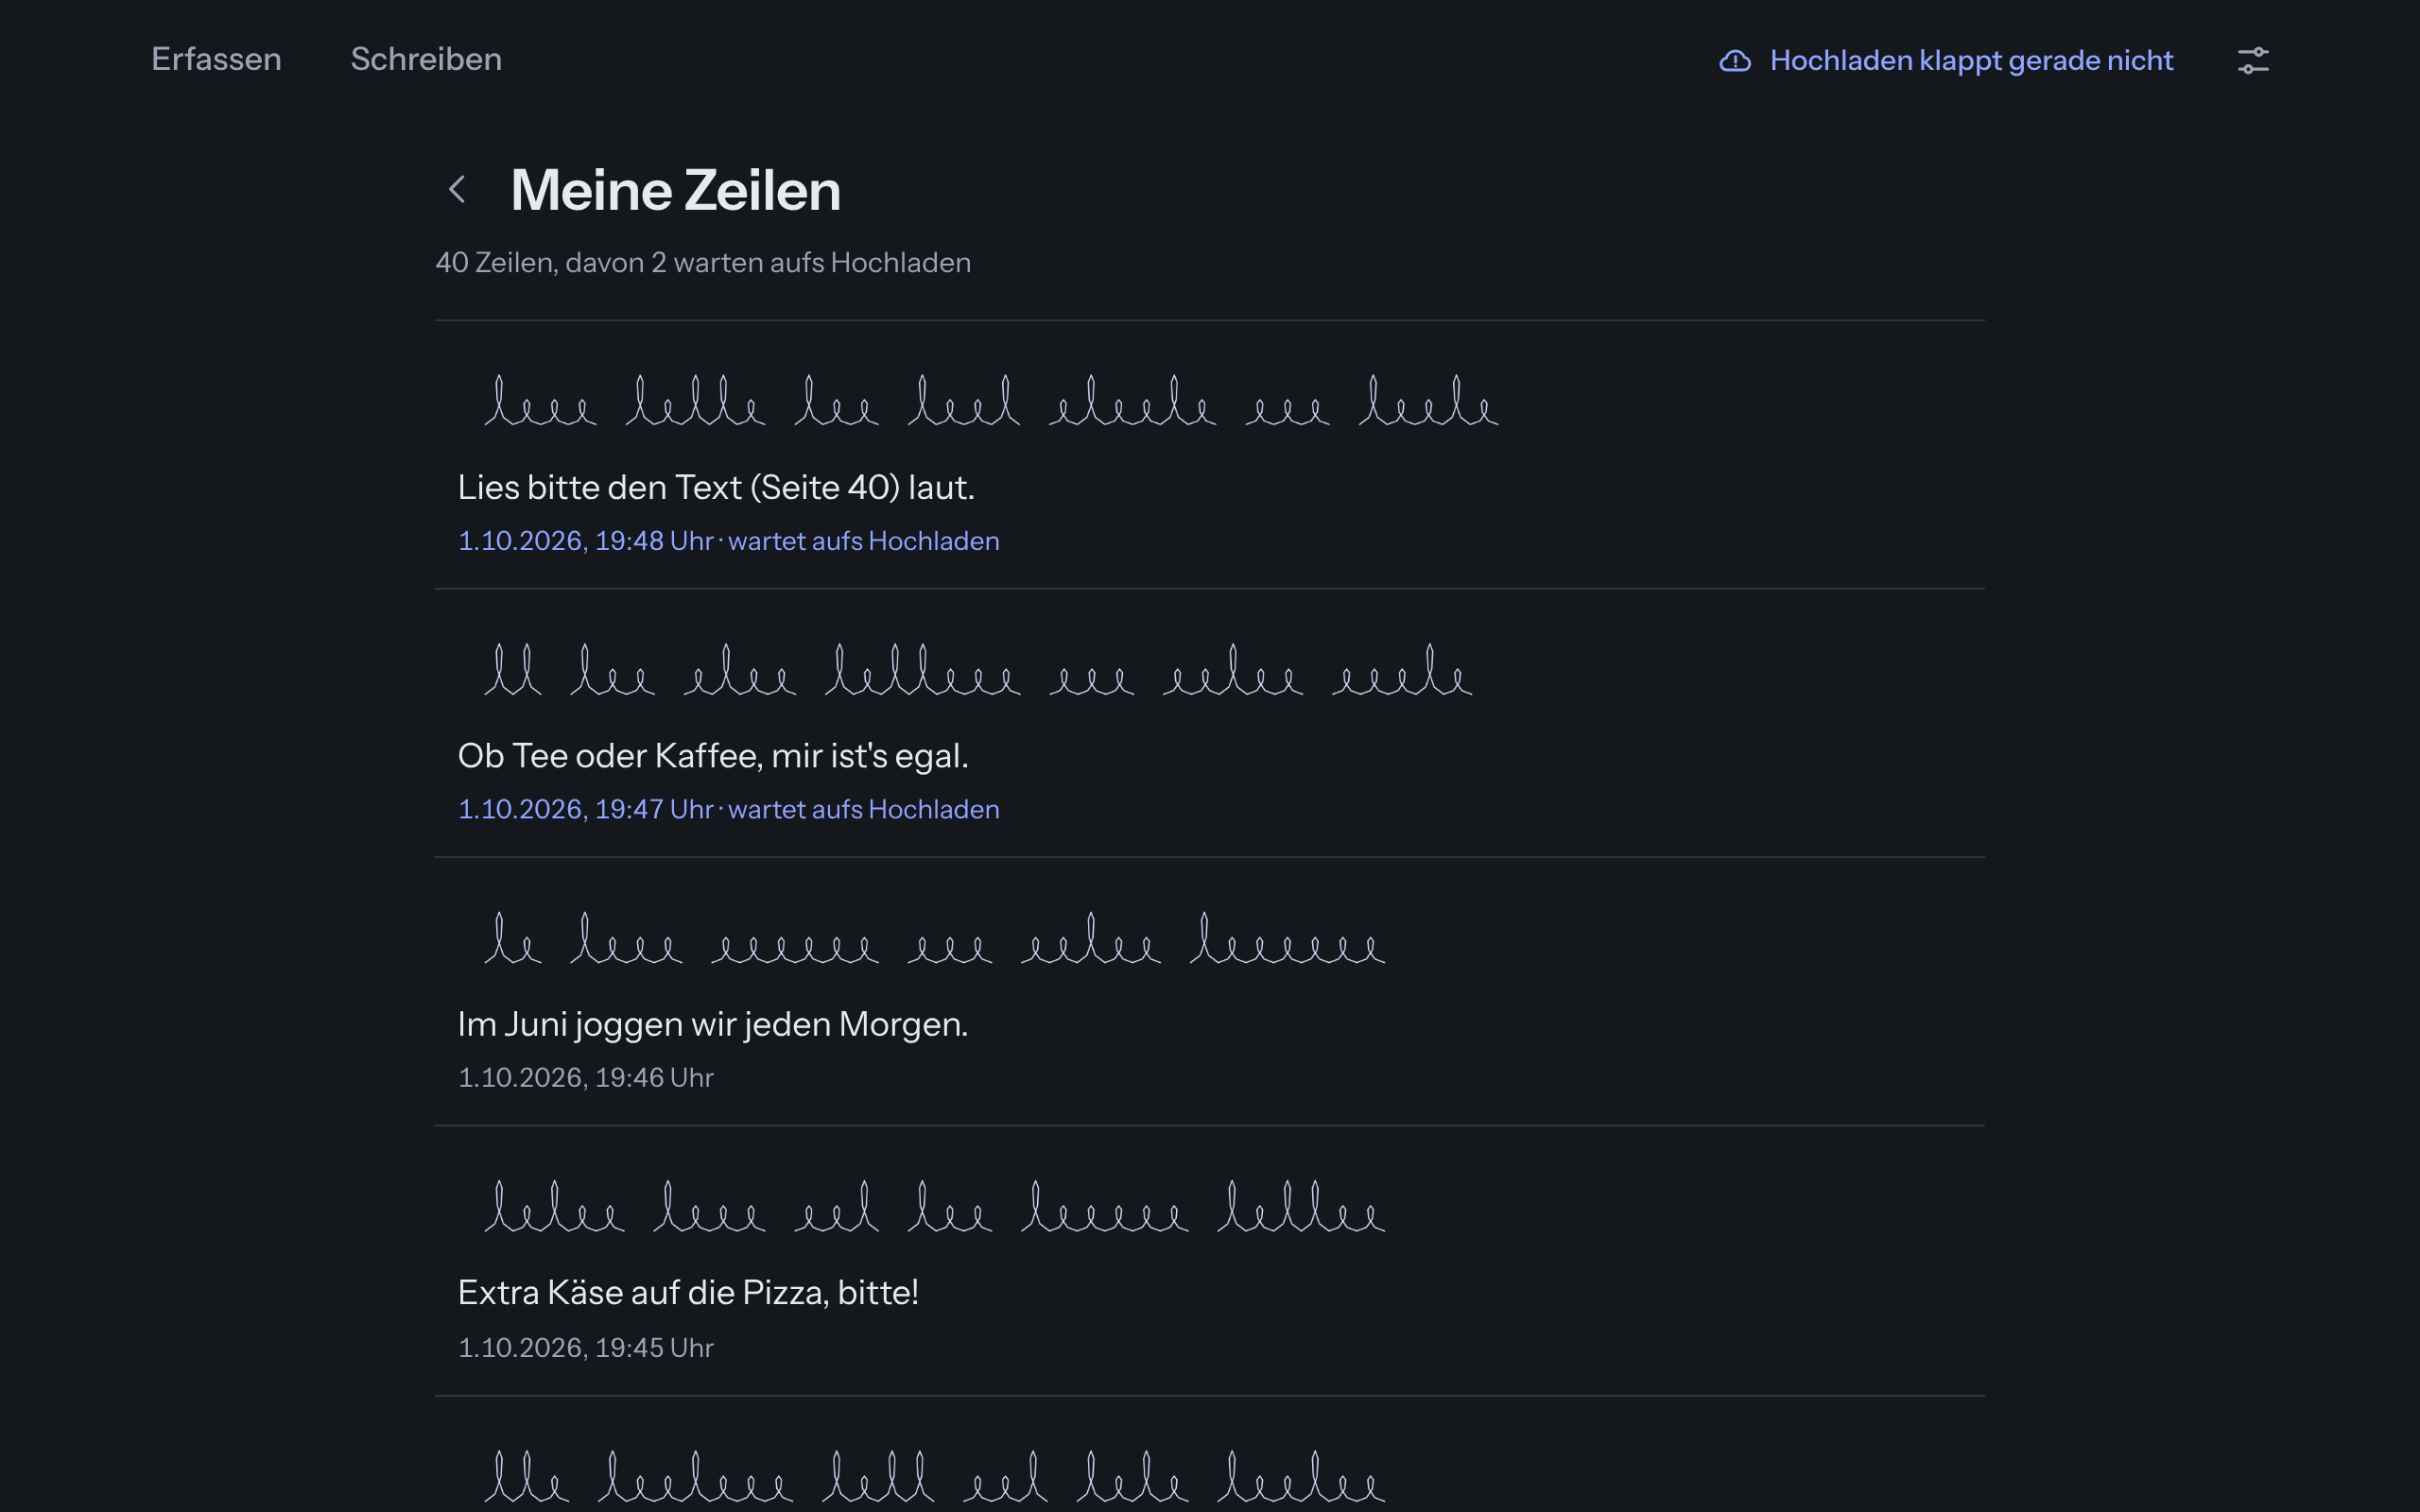 Erfassen Schreiben Hochladen klappt gerade nicht
Meine Zeilen
40 Zeilen, davon 2 warten aufs Hochladen
Lies bitte den Text (Seite 40) laut.
1.10.2026, 19:48 Uhr · wartet aufs Hochladen
Ob Tee oder Kaffee, mir ist's egal.
1.10.2026, 19:47 Uhr · wartet aufs Hochladen
Im Juni joggen wir jeden Morgen.
1.10.2026, 19:46 Uhr
Extra Käse auf die Pizza, bitte!
1.10.2026, 19:45 Uhr